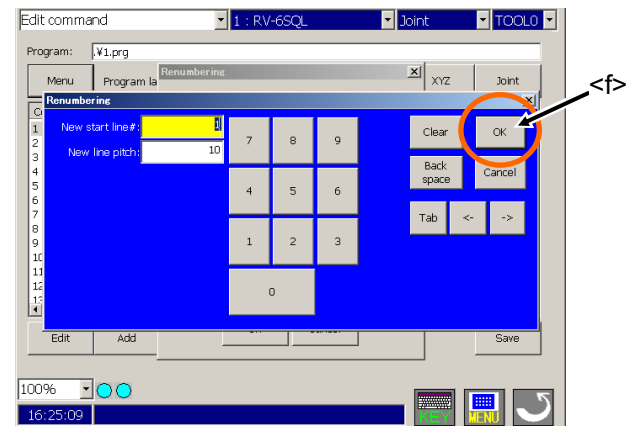 Edit command 1 : RV-6SQL Joint TOOL0
Program: .¥1.prg
Renumbering
Menu Program la XYZ Joint
<f>
Renumbering
New start line#: 1
New line pitch: 10
7 8 9
4 5 6
1 2 3
0
Clear OK
Back space Cancel
Tab <- ->
1
2
3
4
5
6
7
8
9
10
11
12
13
Edit Add Save
100%
16:25:09
KEY MENU